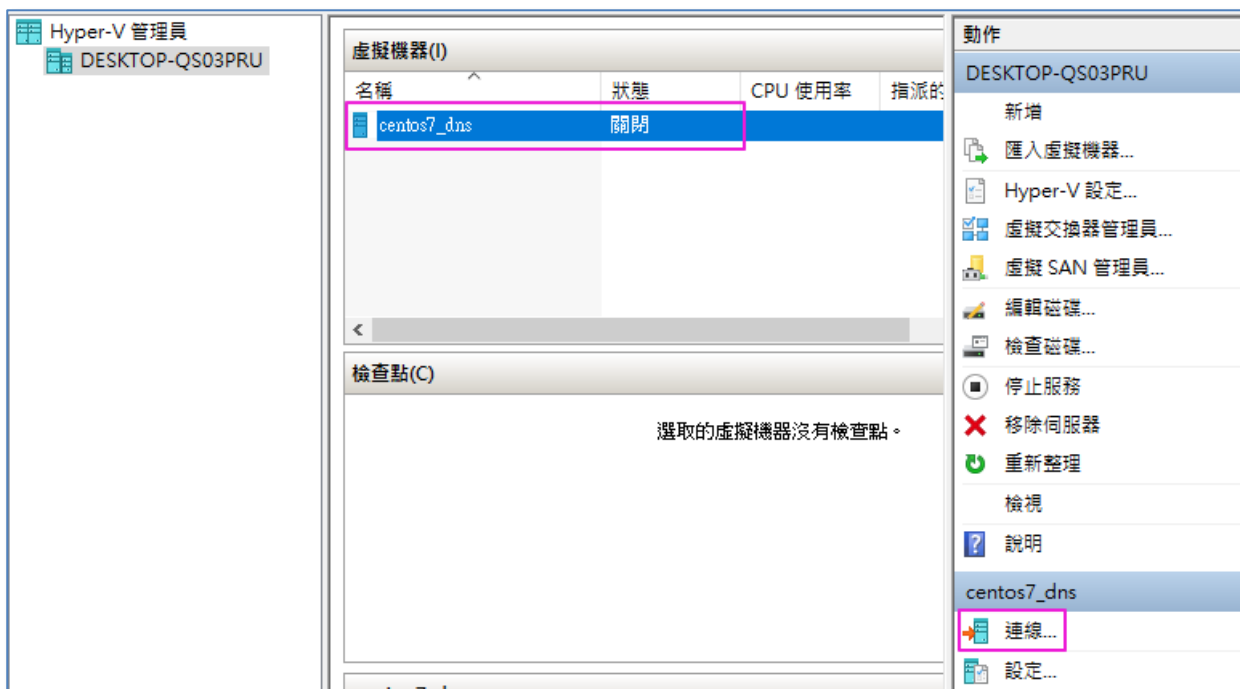 Hyper-V 管理員
DESKTOP-QS03PRU
虛擬機器(I)
名稱 狀態 CPU 使用率 指派的
centos7_dns 關閉
檢查點(C)
選取的虛擬機器沒有檢查點。
動作
DESKTOP-QS03PRU
新增
匯入虛擬機器...
Hyper-V 設定...
虛擬交換器管理員...
虛擬 SAN 管理員...
編輯磁碟...
檢查磁碟...
停止服務
移除伺服器
重新整理
檢視
說明
centos7_dns
連線...
設定...